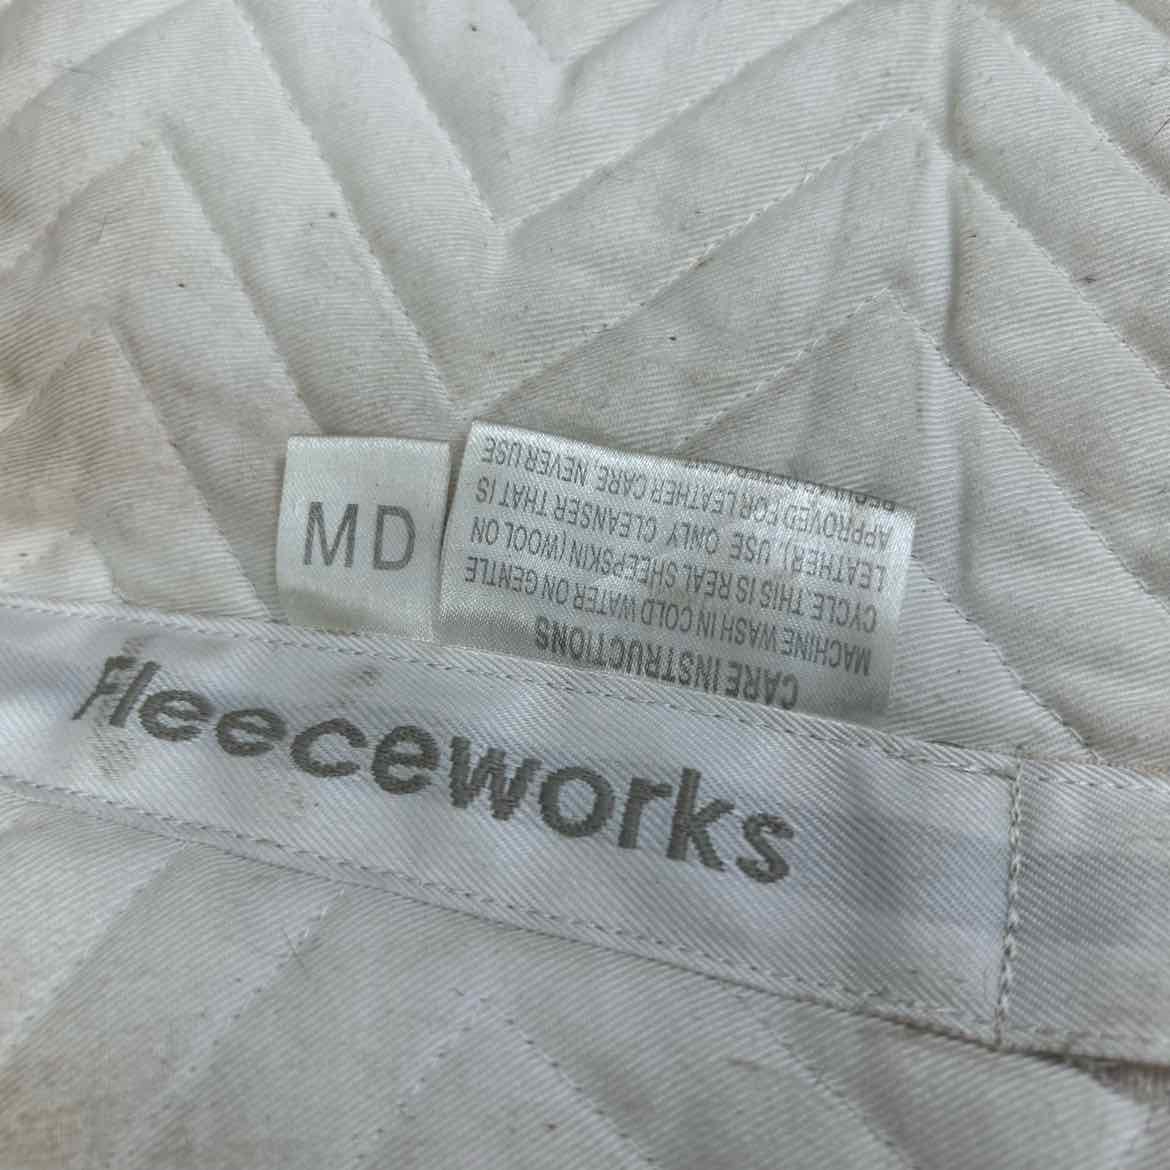 MD
CARE INSTRUCTIONS
MACHINE WASH IN COLD WATER ON GENTLE
CYCLE THIS IS REAL SHEEPSKIN (WOOL ON
LEATHER). USE ONLY CLEANSER THAT IS
APPROVED FOR LEATHER CARE. NEVER USE
Fleeceworks